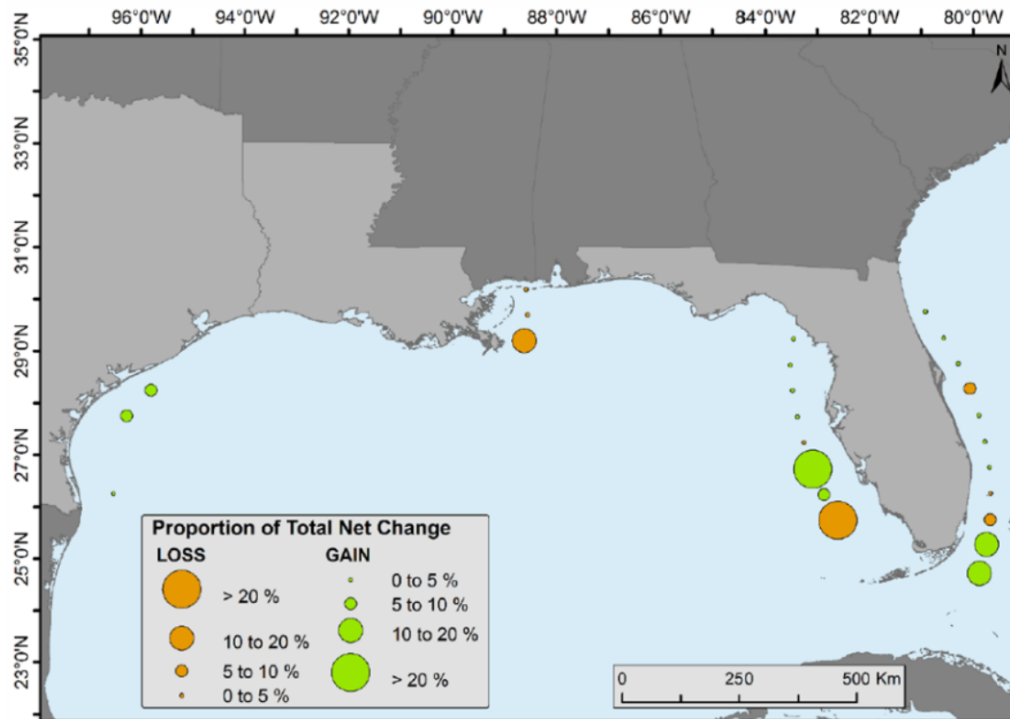 96°0'W 94°0'W 92°0'W 90°0'W 88°0'W 86°0'W 84°0'W 82°0'W 80°0'W
N
35°0'N
33°0'N
31°0'N
29°0'N
27°0'N
25°0'N
23°0'N
Proportion of Total Net Change
LOSS GAIN
> 20 % 0 to 5 %
10 to 20 % 5 to 10 %
5 to 10 % 10 to 20 %
0 to 5 % > 20 %
0 250 500 Km